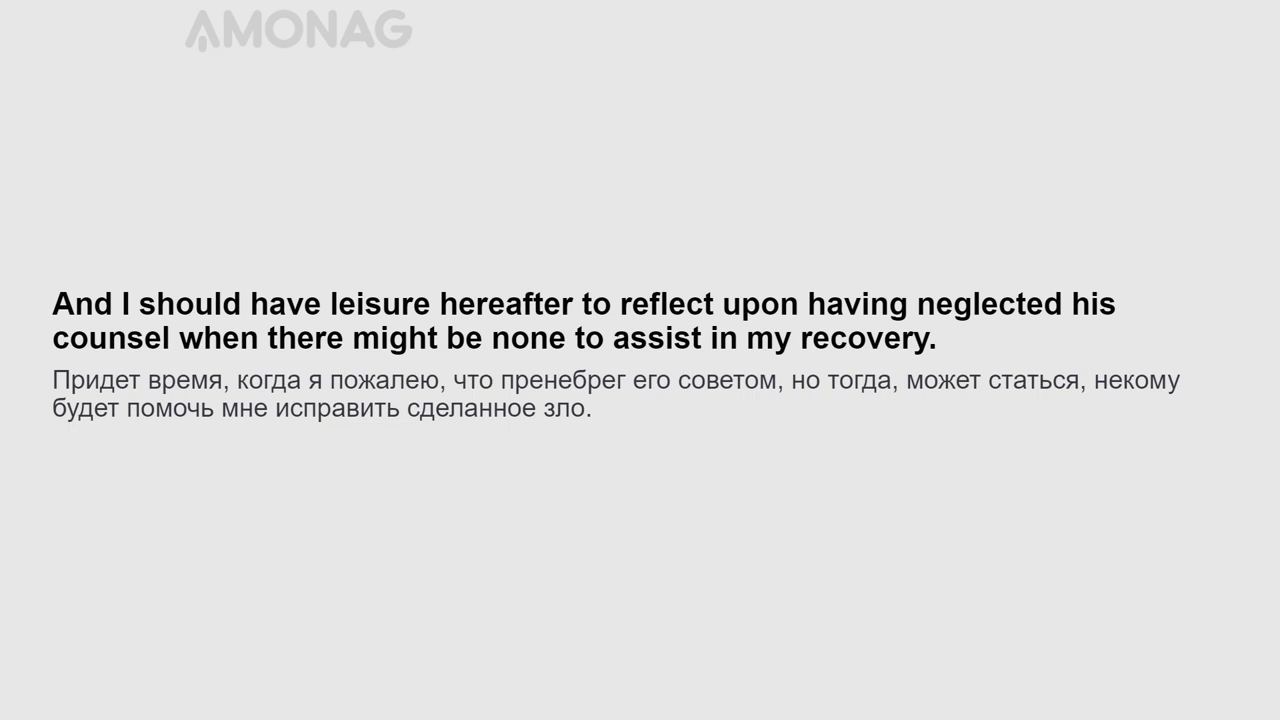 AMONAG
And I should have leisure hereafter to reflect upon having neglected his
counsel when there might be none to assist in my recovery.
Придет время, когда я пожалею, что пренебрег его советом, но тогда, может статься, некому
будет помочь мне исправить сделанное зло.